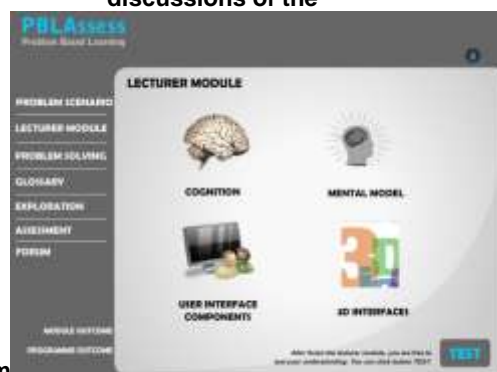 discussions of the
PBLAssess
Problem Based Learning
LECTURER MODULE
PROBLEM SCENARIO
LECTURER MODULE
PROBLEM SOLVING
GLOSSARY
EXPLORATION
ASSESSMENT
FORUM
COGNITION
MENTAL MODEL
USER INTERFACE
COMPONENTS
3D INTERFACES
MODULE OUTCOME
PROGRAMME OUTCOME
TEST